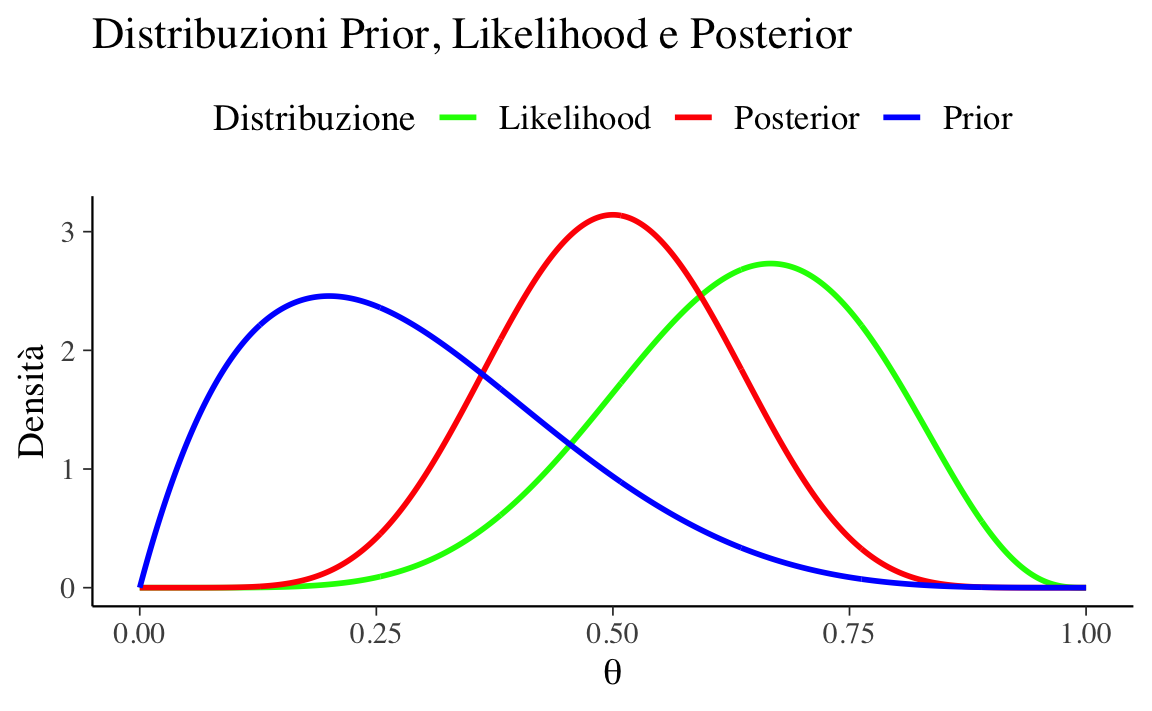 Distribuzioni Prior, Likelihood e Posterior
Distribuzione Likelihood Posterior Prior
Densità
3
2
1
0
0.00 0.25 0.50 0.75 1.00
θ